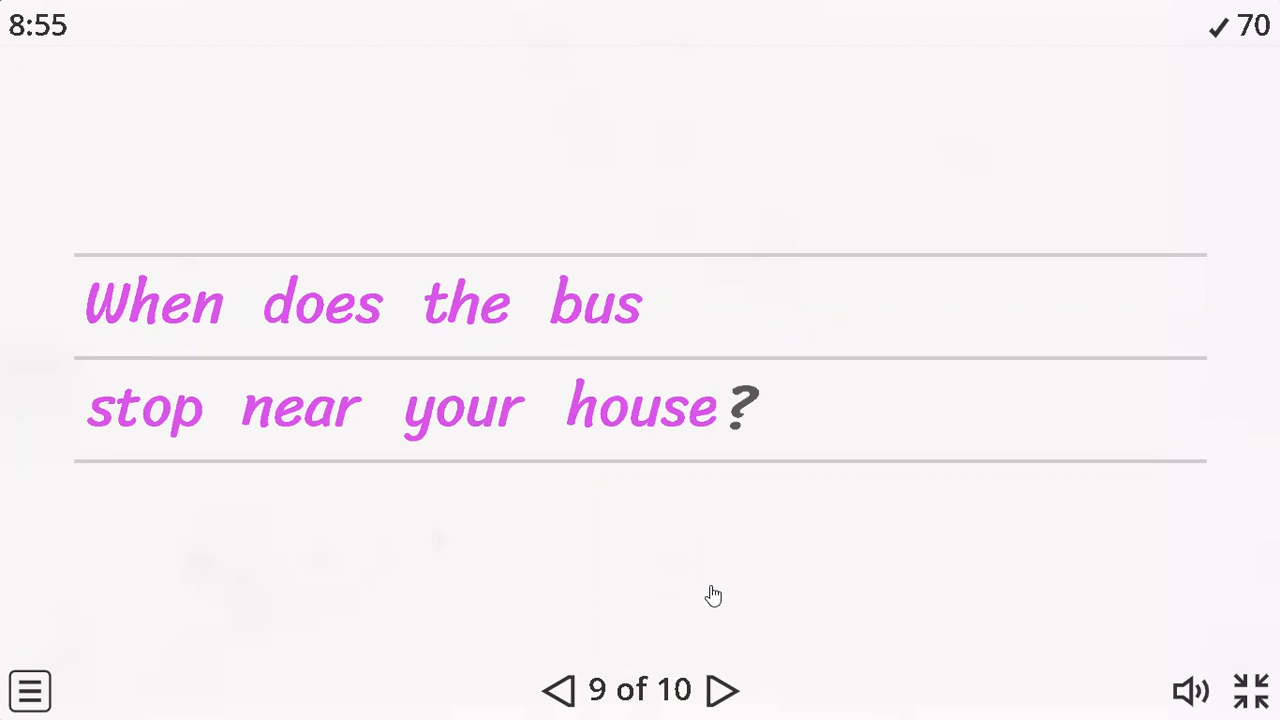 8:55
✓ 70
When does the bus
stop near your house?
9 of 10